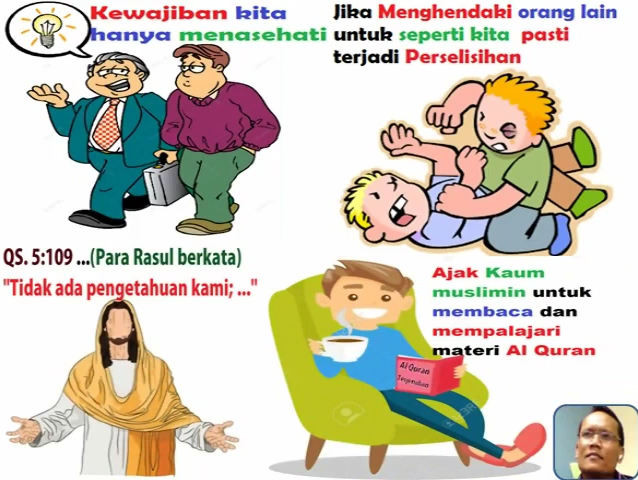 Kewajiban kita
hanya menasehati
Jika Menghendaki orang lain
untuk seperti kita pasti
terjadi Perselisihan
QS. 5:109 ...(Para Rasul berkata)
"Tidak ada pengetahuan kami; ..."
Ajak Kaum
muslimin untuk
membaca dan
mempalajari
materi Al Quran
Al Quran
Terjemahan